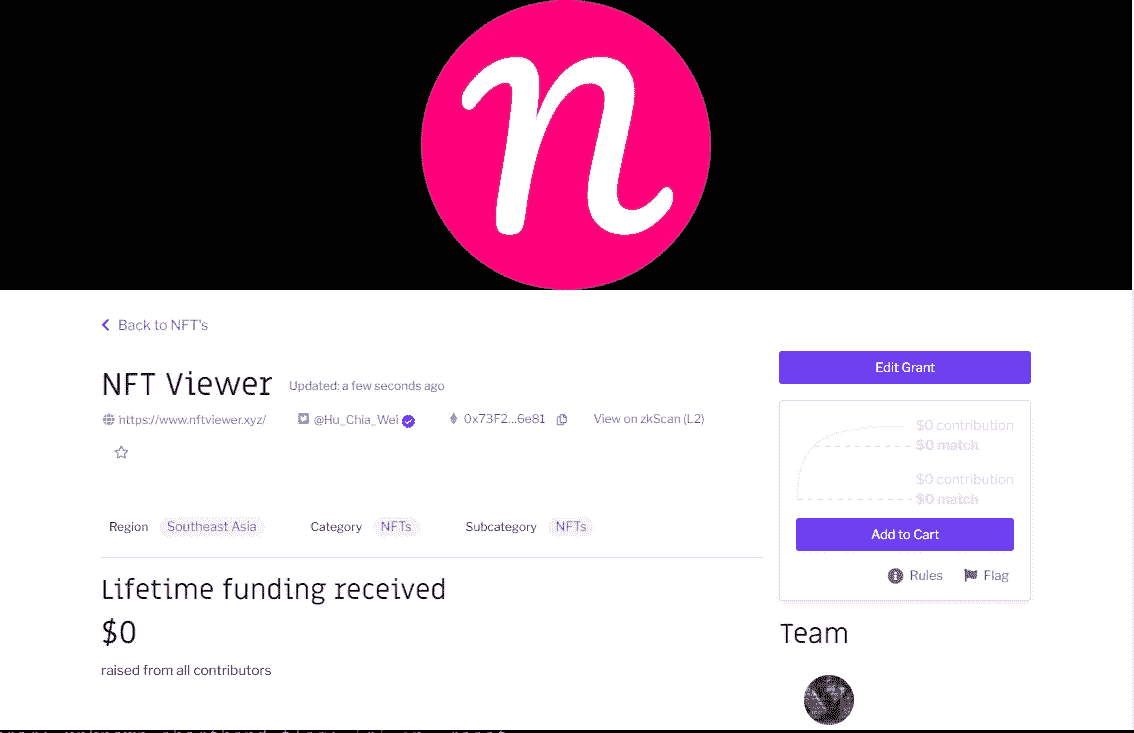 n
Back to NFT's
NFT Viewer Updated: a few seconds ago
https://www.nftviewer.xyz/ @Hu_Chia_Wei 0x73F2...6e81 View on zkScan (L2)
Region Southeast Asia Category NFTs Subcategory NFTs
Lifetime funding received
$0
raised from all contributors
Edit Grant
$0 contribution
$0 match
$0 contribution
$0 match
Add to Cart
Rules Flag
Team